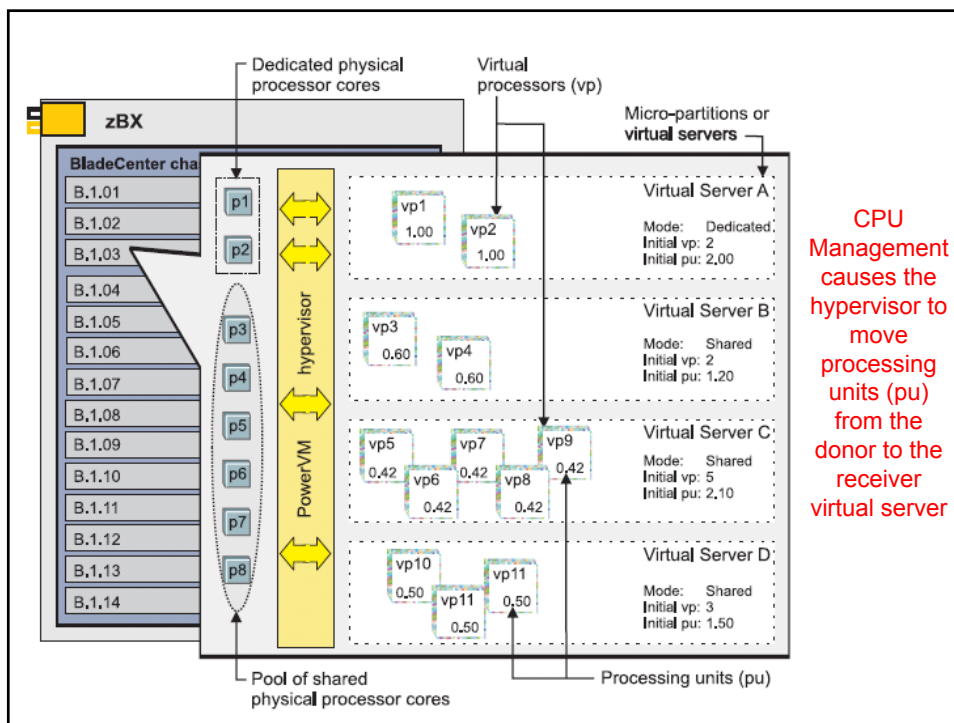 Dedicated physical
processor cores
Virtual
processors (vp)
Micro-partitions or
virtual servers
zBX
BladeCenter chas
B.1.01
B.1.02
B.1.03
B.1.04
B.1.05
B.1.06
B.1.07
B.1.08
B.1.09
B.1.10
B.1.11
B.1.12
B.1.13
B.1.14
p1
p2
p3
p4
p5
p6
p7
p8
PowerVM hypervisor
Virtual Server A
vp1
1.00
vp2
1.00
Mode: Dedicated
Initial vp: 2
Initial pu: 2.00
Virtual Server B
vp3
0.60
vp4
0.60
Mode: Shared
Initial vp: 2
Initial pu: 1.20
Virtual Server C
vp5
0.42
vp6
0.42
vp7
0.42
vp8
0.42
vp9
0.42
Mode: Shared
Initial vp: 5
Initial pu: 2.10
Virtual Server D
vp10
0.50
vp11
0.50
vp11
0.50
Mode: Shared
Initial vp: 3
Initial pu: 1.50
Pool of shared
physical processor cores
Processing units (pu)
CPU
Management
causes the
hypervisor to
move
processing
units (pu)
from the
donor to the
receiver
virtual server